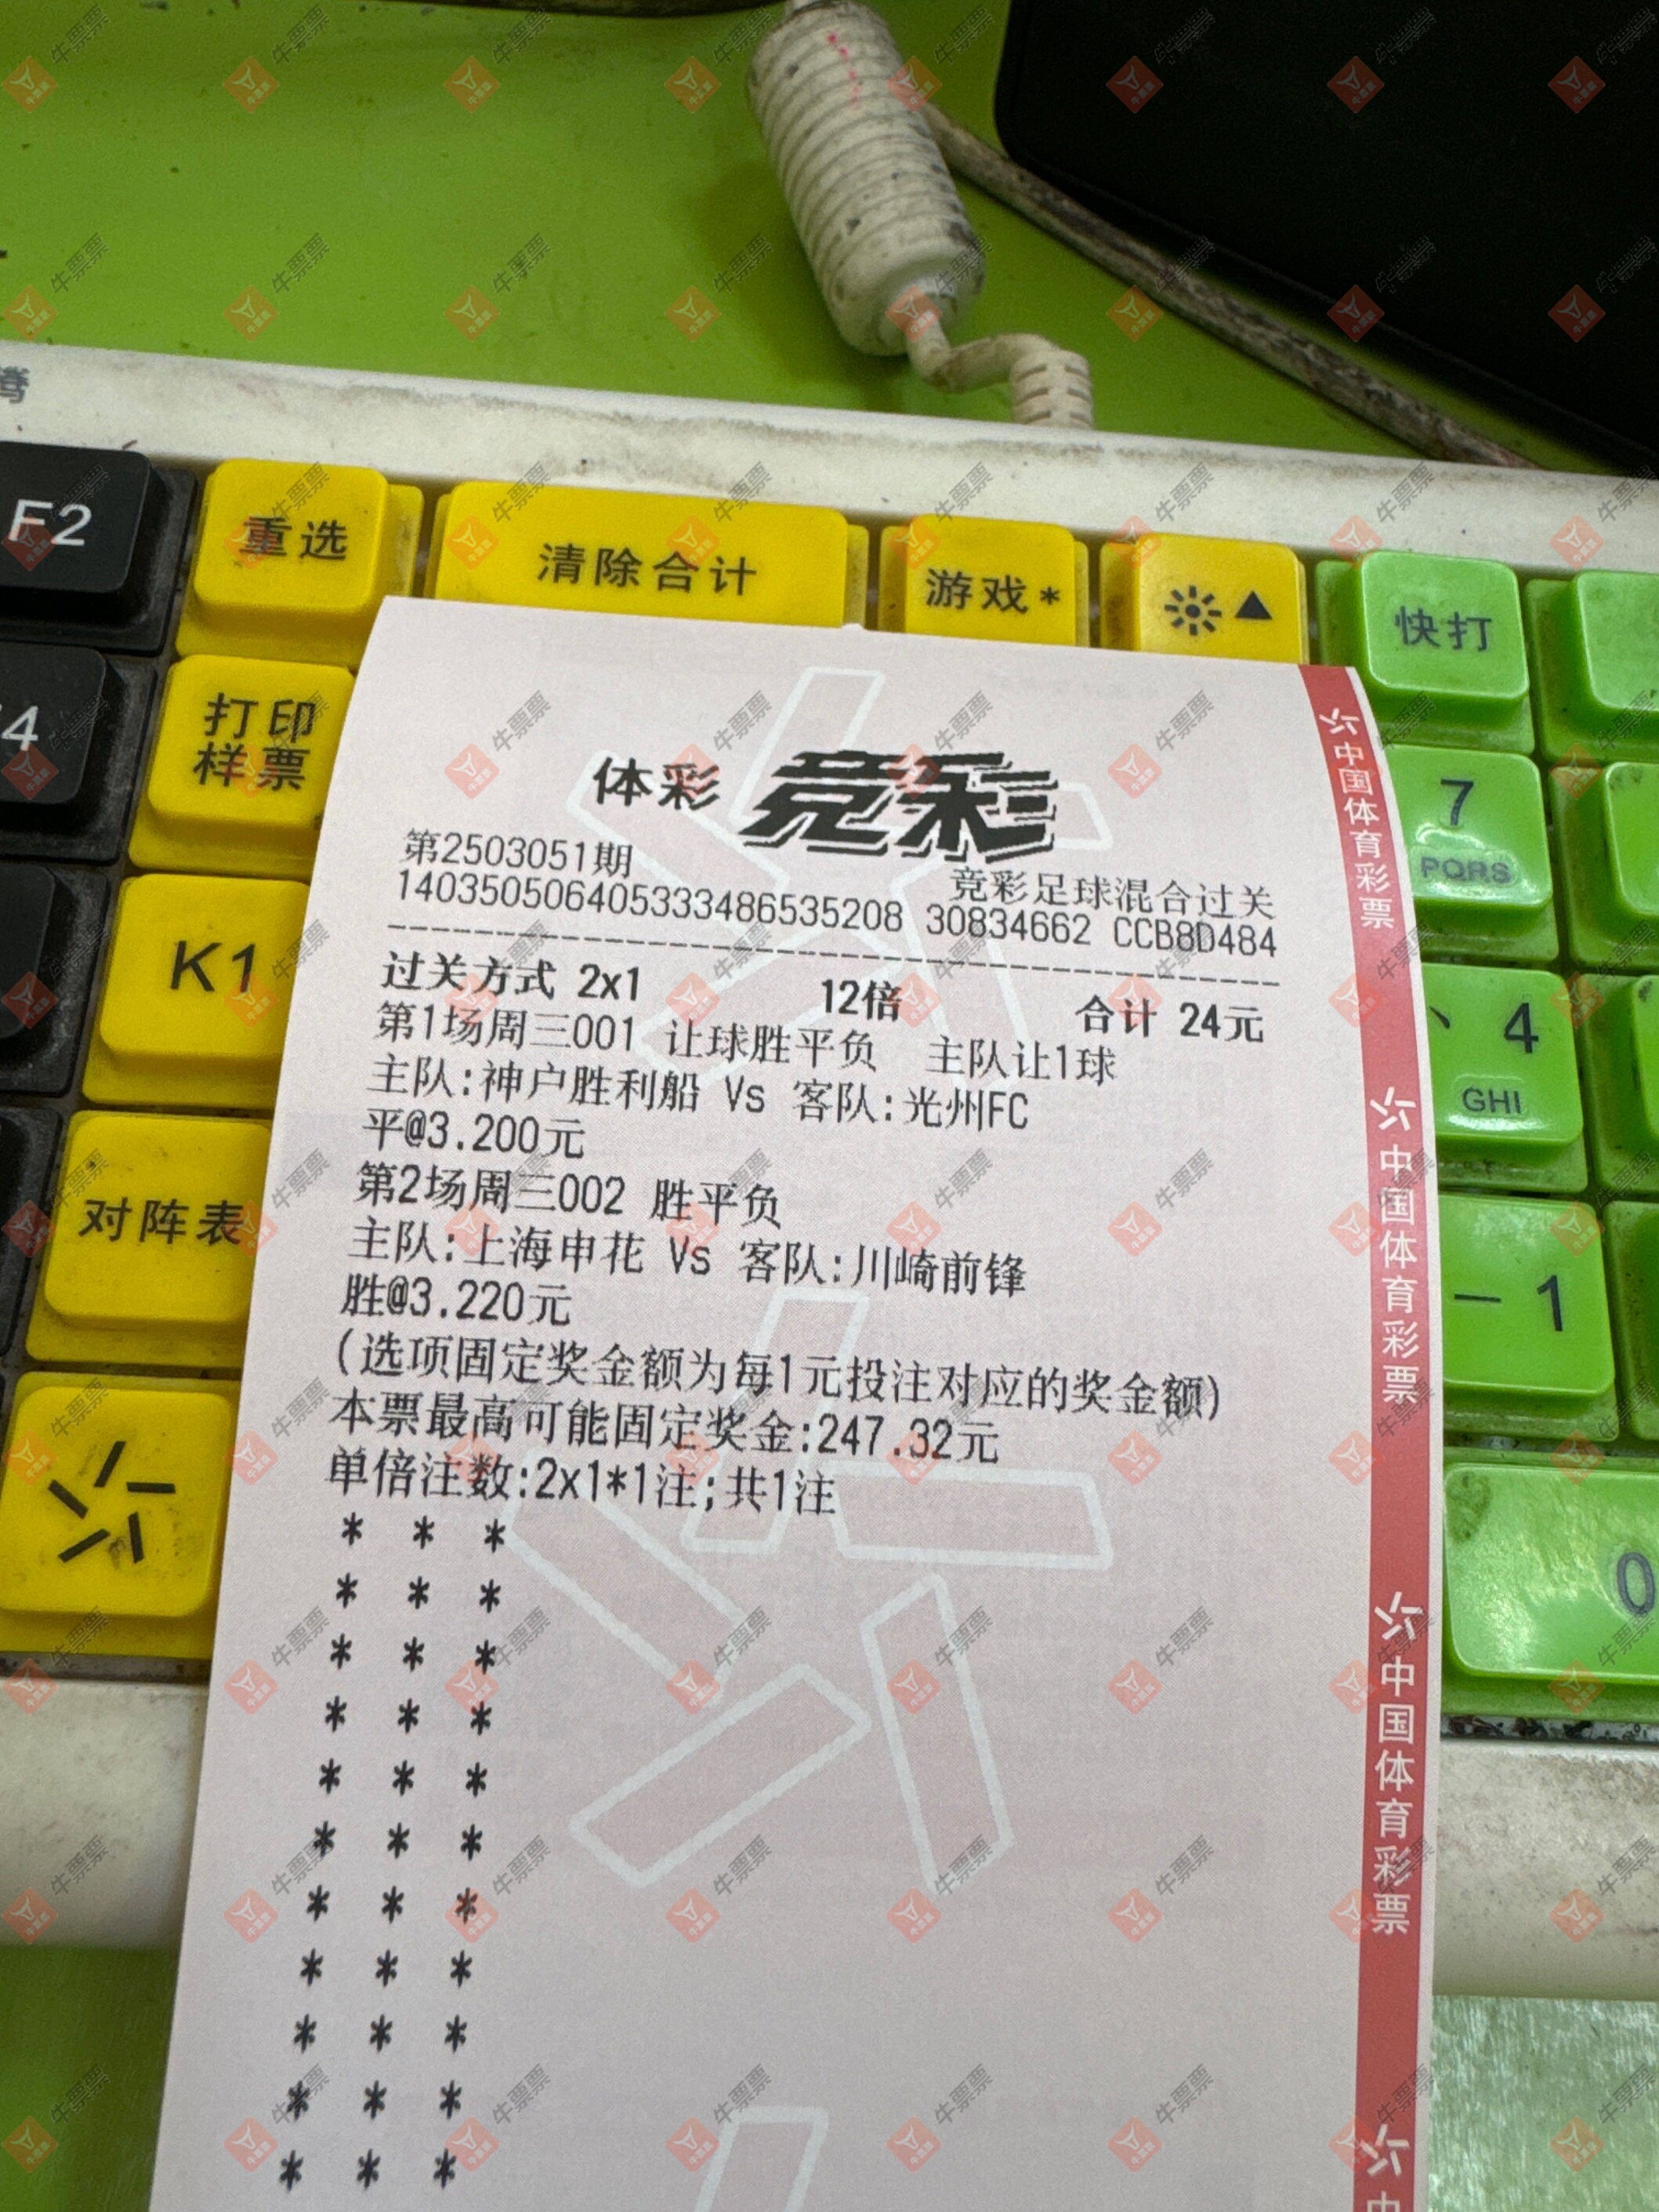 腾
F2
重选
清除合计
游戏*
▲
快打
4
打印
样票
7
PQRS
K1
4
GHI
对阵表
- 1
0
体彩 竞彩
第2503051期
竞彩足球混合过关
140350506405333486535208 30834662 CCB8D484
过关方式 2x1 12倍 合计 24元
第1场周三001 让球胜平负 主队让1球
主队:神户胜利船 Vs 客队:光州FC
平@3.200元
第2场周三002 胜平负
主队:上海申花 Vs 客队:川崎前锋
胜@3.220元
(选项固定奖金额为每1元投注对应的奖金额)
本票最高可能固定奖金:247.32元
单倍注数:2x1*1注;共1注
* * *
* * *
* * *
* * *
* * *
* * *
* * *
* * *
* * *
* * *
* * *
中国体育彩票
中国体育彩票
中国体育彩票
中
牛票票